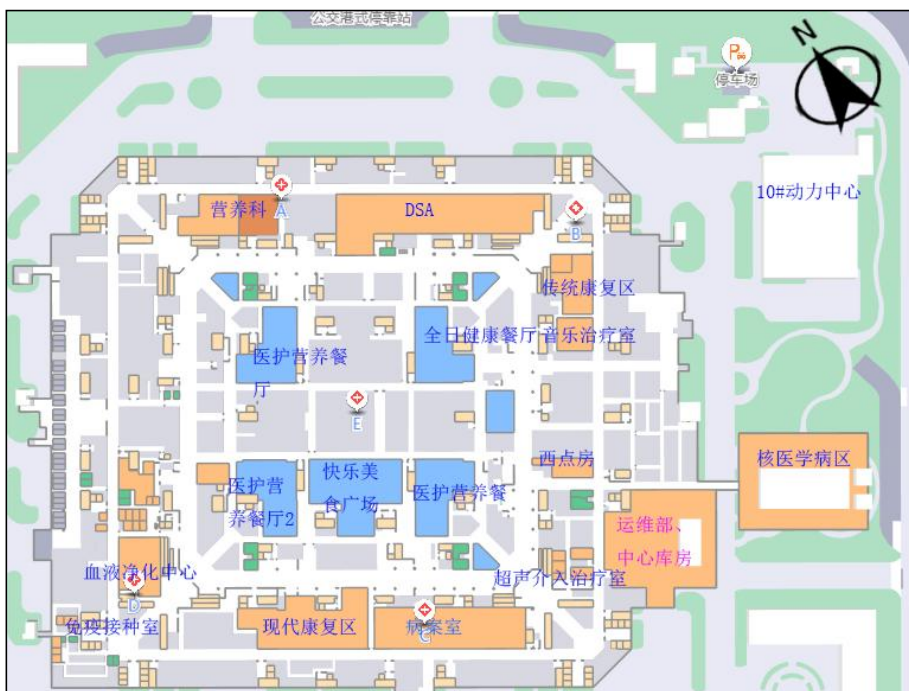 公交港式停靠站
N
P
停车场
10#动力中心
营养科
A
DSA
B
传统康复区
全日健康餐厅
音乐治疗室
医护营养餐
厅
E
西点房
核医学病区
医护营
养餐厅2
快乐美
食广场
医护营养餐
运维部、
中心库房
血液净化中心
D
超声介入治疗室
免疫接种室
现代康复区
病案室
C